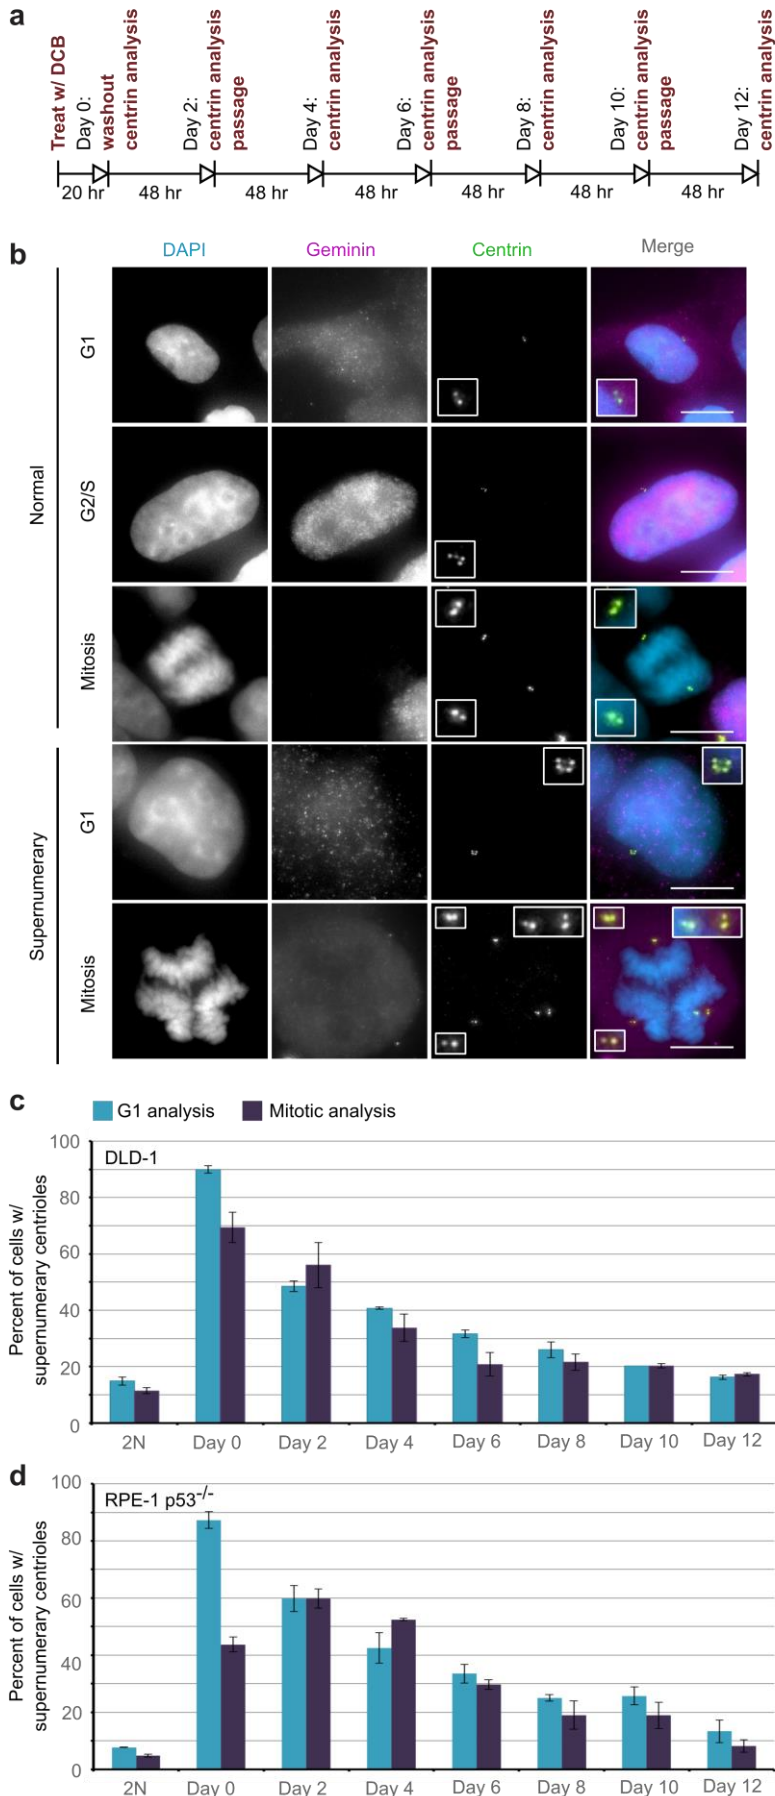 a
Treat w/ DCB
Day 0:
washout
centrin analysis
Day 2:
centrin analysis
passage
Day 4:
centrin analysis
Day 6:
centrin analysis
passage
Day 8:
centrin analysis
Day 10:
centrin analysis
passage
Day 12:
centrin analysis
20 hr 48 hr 48 hr 48 hr 48 hr 48 hr 48 hr
b
DAPI Geminin Centrin Merge
Normal
G1
G2/S
Mitosis
Supernumerary
G1
Mitosis
c
G1 analysis Mitotic analysis
DLD-1
Percent of cells w/
supernumerary centrioles
100
80
60
40
20
0
2N Day 0 Day 2 Day 4 Day 6 Day 8 Day 10 Day 12
d
RPE-1 p53-/-
Percent of cells w/
supernumerary centrioles
100
80
60
40
20
0
2N Day 0 Day 2 Day 4 Day 6 Day 8 Day 10 Day 12